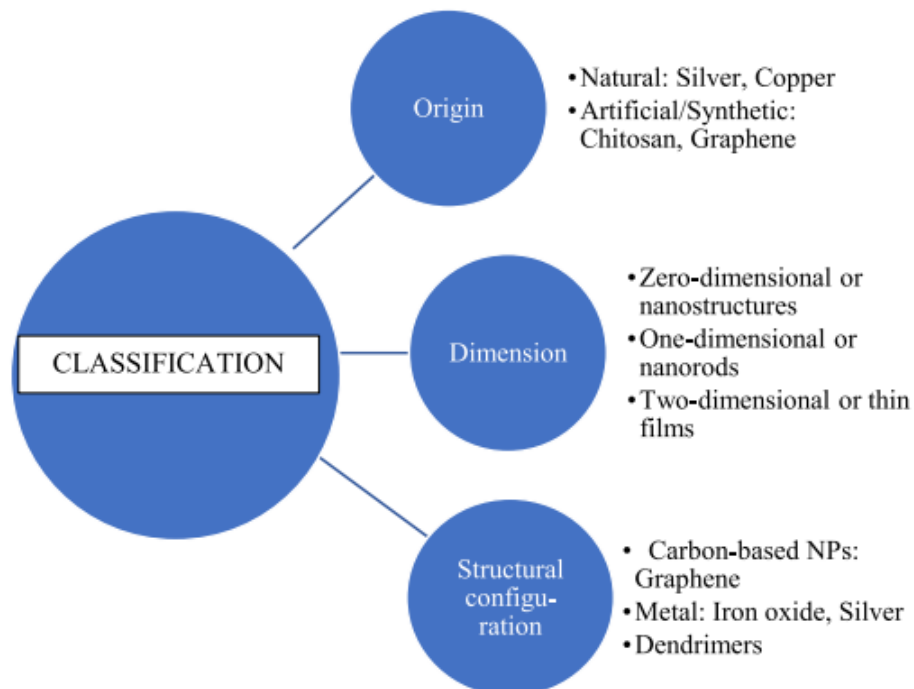 Origin
•Natural: Silver, Copper
•Artificial/Synthetic:
Chitosan, Graphene
CLASSIFICATION
Dimension
•Zero-dimensional or
nanostructures
•One-dimensional or
nanorods
•Two-dimensional or thin
films
Structural
configu-
ration
• Carbon-based NPs:
Graphene
•Metal: Iron oxide, Silver
•Dendrimers